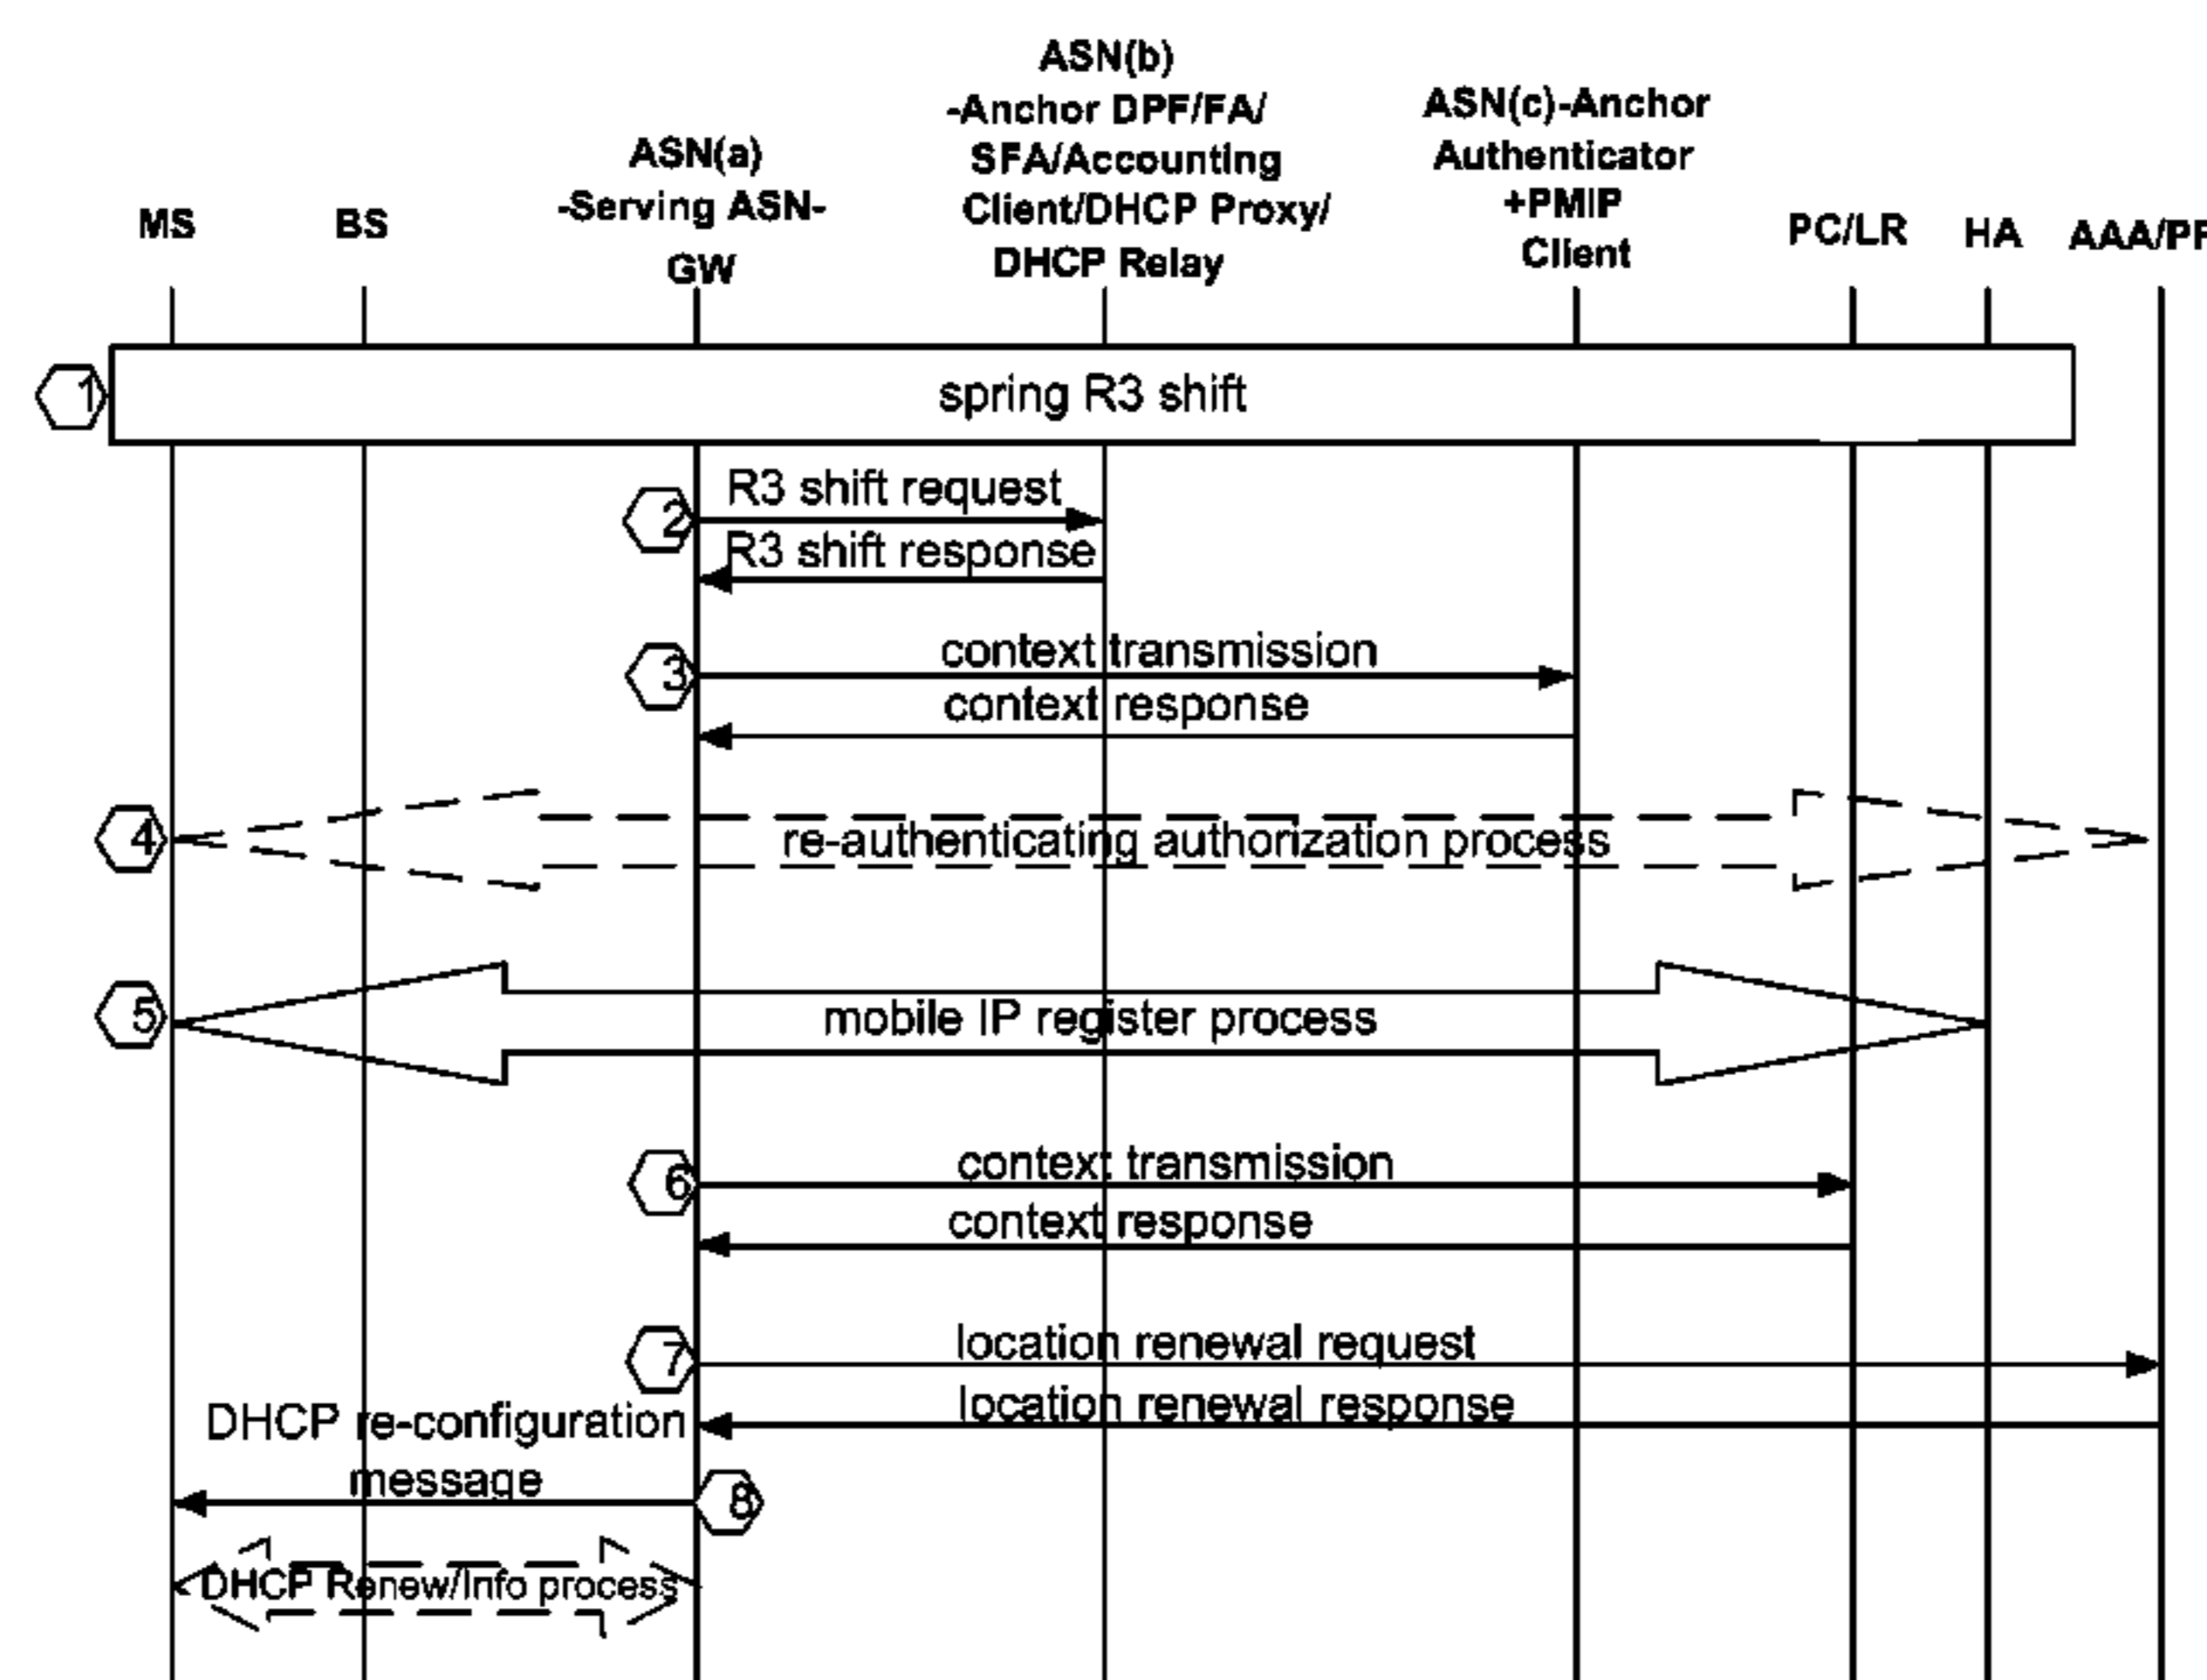 MS
BS
ASN(a)
-Serving ASN-
GW
ASN(b)
-Anchor DPF/FA/
SFA/Accounting
Client/DHCP Proxy/
DHCP Relay
ASN(c)-Anchor
Authenticator
+PMIP
Client
PC/LR
HA
AAA/PF
1
spring R3 shift
2
R3 shift request
R3 shift response
3
context transmission
context response
4
re-authenticating authorization process
5
mobile IP register process
6
context transmission
context response
7
location renewal request
location renewal response
DHCP re-configuration
message
8
DHCP Renew/Info process